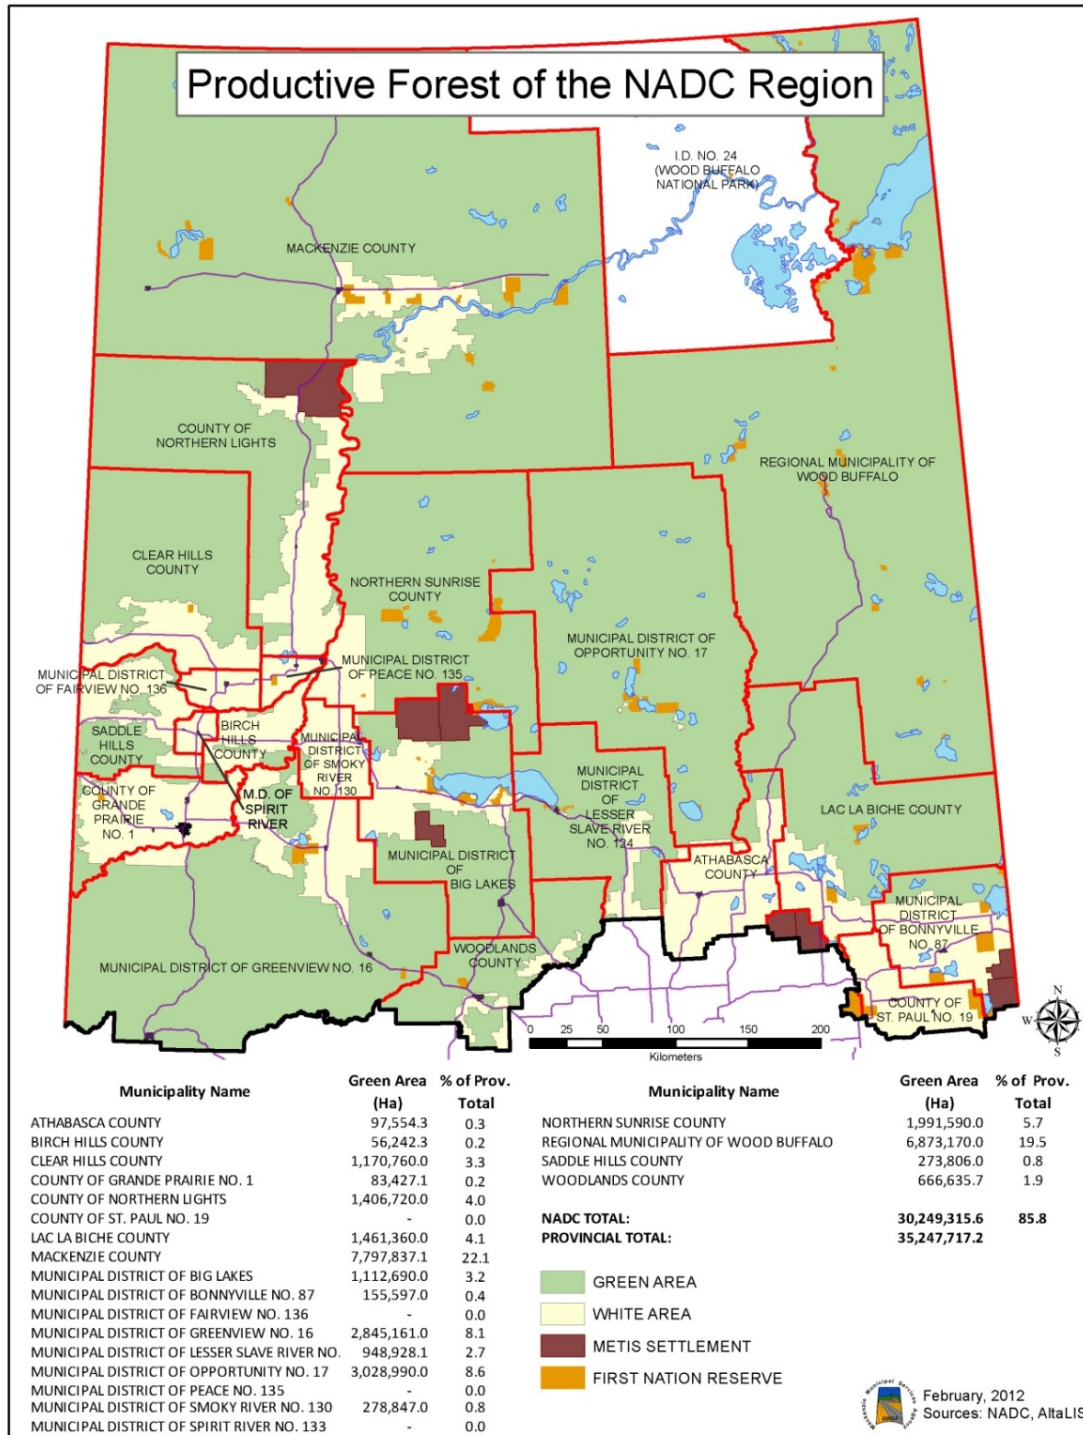 Productive Forest of the NADC Region
I.D. NO. 24
(WOOD BUFFALO
NATIONAL PARK)
MACKENZIE COUNTY
COUNTY OF
NORTHERN LIGHTS
REGIONAL MUNICIPALITY OF
WOOD BUFFALO
CLEAR HILLS
COUNTY
NORTHERN SUNRISE
COUNTY
MUNICIPAL DISTRICT OF
OPPORTUNITY NO. 17
MUNICIPAL DISTRICT
OF PEACE NO. 135
MUNICIPAL DISTRICT
OF FAIRVIEW NO. 136
SADDLE
HILLS
COUNTY
BIRCH
HILLS
COUNTY
MUNICIPAL
DISTRICT
OF SMOKY
RIVER
NO. 130
MUNICIPAL
DISTRICT
OF
LESSER
SLAVE RIVER
NO. 124
COUNTY OF
GRANDE
PRAIRIE
NO. 1
M.D. OF
SPIRIT
RIVER
LAC LA BICHE COUNTY
MUNICIPAL DISTRICT
OF
BIG LAKES
ATHABASCA
COUNTY
MUNICIPAL
DISTRICT
OF BONNYVILLE
NO. 87
WOODLANDS
COUNTY
MUNICIPAL DISTRICT OF GREENVIEW NO. 16
COUNTY OF
ST. PAUL NO. 19
N
W E
S
0 25 50 100 150 200
Kilometers
Municipality Name Green Area (Ha) % of Prov. Total
ATHABASCA COUNTY 97,554.3 0.3
BIRCH HILLS COUNTY 56,242.3 0.2
CLEAR HILLS COUNTY 1,170,760.0 3.3
COUNTY OF GRANDE PRAIRIE NO. 1 83,427.1 0.2
COUNTY OF NORTHERN LIGHTS 1,406,720.0 4.0
COUNTY OF ST. PAUL NO. 19 - 0.0
LAC LA BICHE COUNTY 1,461,360.0 4.1
MACKENZIE COUNTY 7,797,837.1 22.1
MUNICIPAL DISTRICT OF BIG LAKES 1,112,690.0 3.2
MUNICIPAL DISTRICT OF BONNYVILLE NO. 87 155,597.0 0.4
MUNICIPAL DISTRICT OF FAIRVIEW NO. 136 - 0.0
MUNICIPAL DISTRICT OF GREENVIEW NO. 16 2,845,161.0 8.1
MUNICIPAL DISTRICT OF LESSER SLAVE RIVER NO. 948,928.1 2.7
MUNICIPAL DISTRICT OF OPPORTUNITY NO. 17 3,028,990.0 8.6
MUNICIPAL DISTRICT OF PEACE NO. 135 - 0.0
MUNICIPAL DISTRICT OF SMOKY RIVER NO. 130 278,847.0 0.8
MUNICIPAL DISTRICT OF SPIRIT RIVER NO. 133 - 0.0
Municipality Name Green Area (Ha) % of Prov. Total
NORTHERN SUNRISE COUNTY 1,991,590.0 5.7
REGIONAL MUNICIPALITY OF WOOD BUFFALO 6,873,170.0 19.5
SADDLE HILLS COUNTY 273,806.0 0.8
WOODLANDS COUNTY 666,635.7 1.9
NADC TOTAL: 30,249,315.6 85.8
PROVINCIAL TOTAL: 35,247,717.2
GREEN AREA
WHITE AREA
METIS SETTLEMENT
FIRST NATION RESERVE
Mackenzie Municipal Services Agency
February, 2012
Sources: NADC, AltaLIS